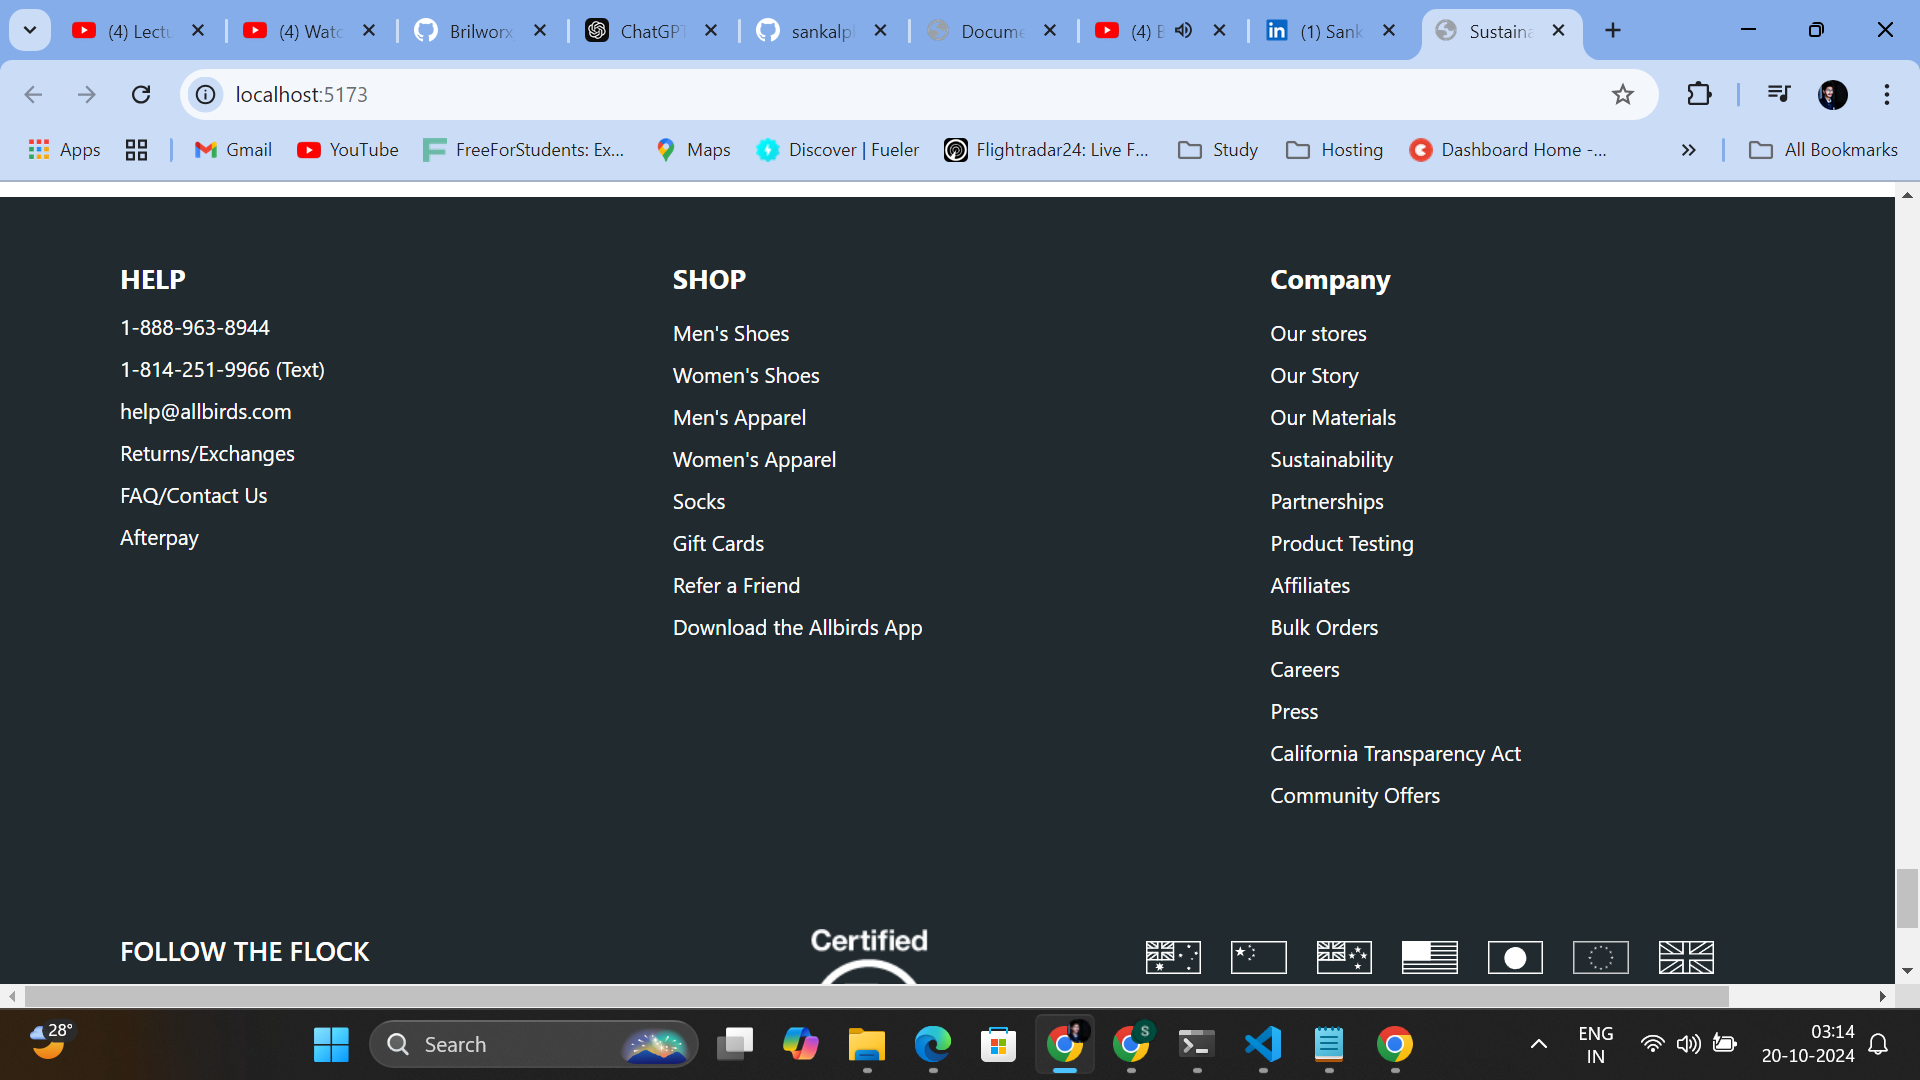 (4) Lectu
(4) Watc
Brilworx
ChatGPT
sankalp
Docume
(4) E
(1) Sank
Sustaina
localhost:5173
Apps
Gmail
YouTube
FreeForStudents: Ex...
Maps
Discover | Fueler
Flightradar24: Live F...
Study
Hosting
Dashboard Home -...
All Bookmarks
HELP
1-888-963-8944
1-814-251-9966 (Text)
help@allbirds.com
Returns/Exchanges
FAQ/Contact Us
Afterpay
SHOP
Men's Shoes
Women's Shoes
Men's Apparel
Women's Apparel
Socks
Gift Cards
Refer a Friend
Download the Allbirds App
Company
Our stores
Our Story
Our Materials
Sustainability
Partnerships
Product Testing
Affiliates
Bulk Orders
Careers
Press
California Transparency Act
Community Offers
FOLLOW THE FLOCK
Certified
28°
Search
S
ENG
IN
03:14
20-10-2024